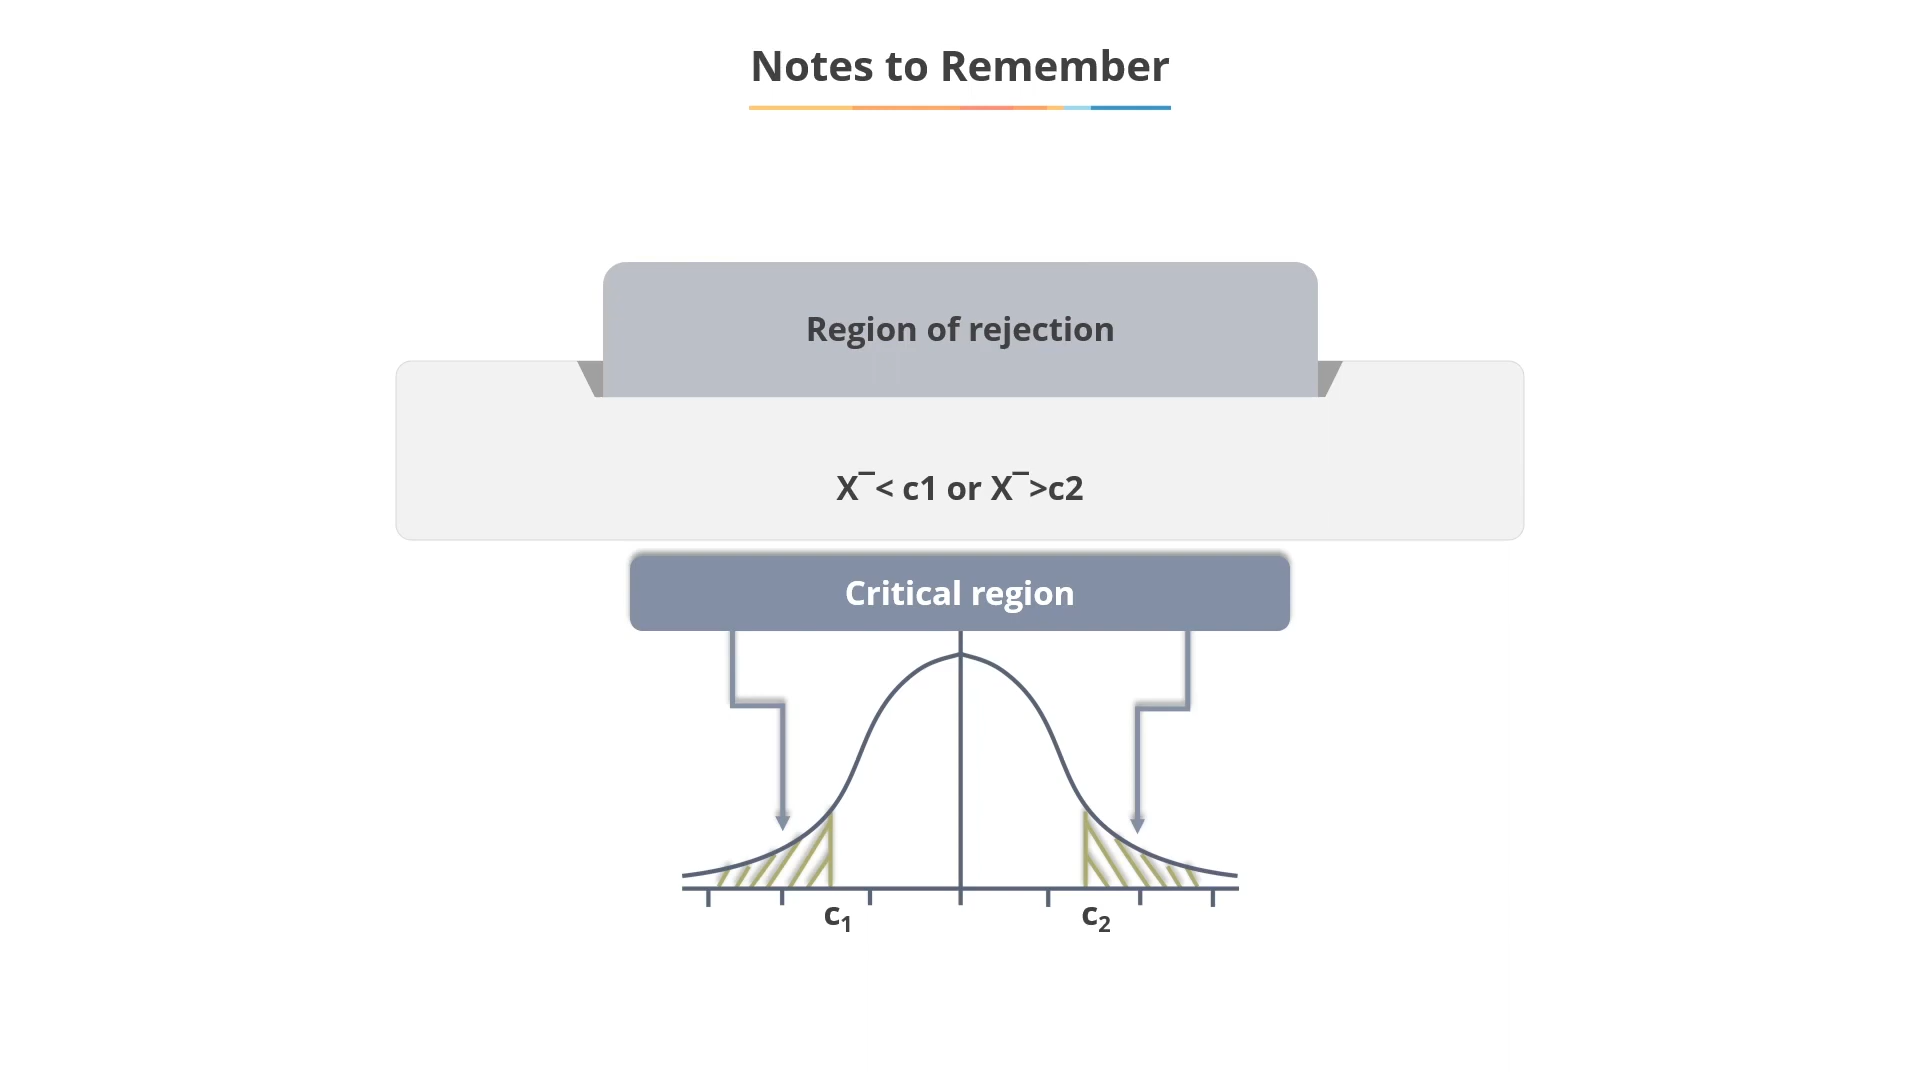 Notes to Remember
Region of rejection
X¯< c1 or X¯>c2
Critical region
c₁
c₂